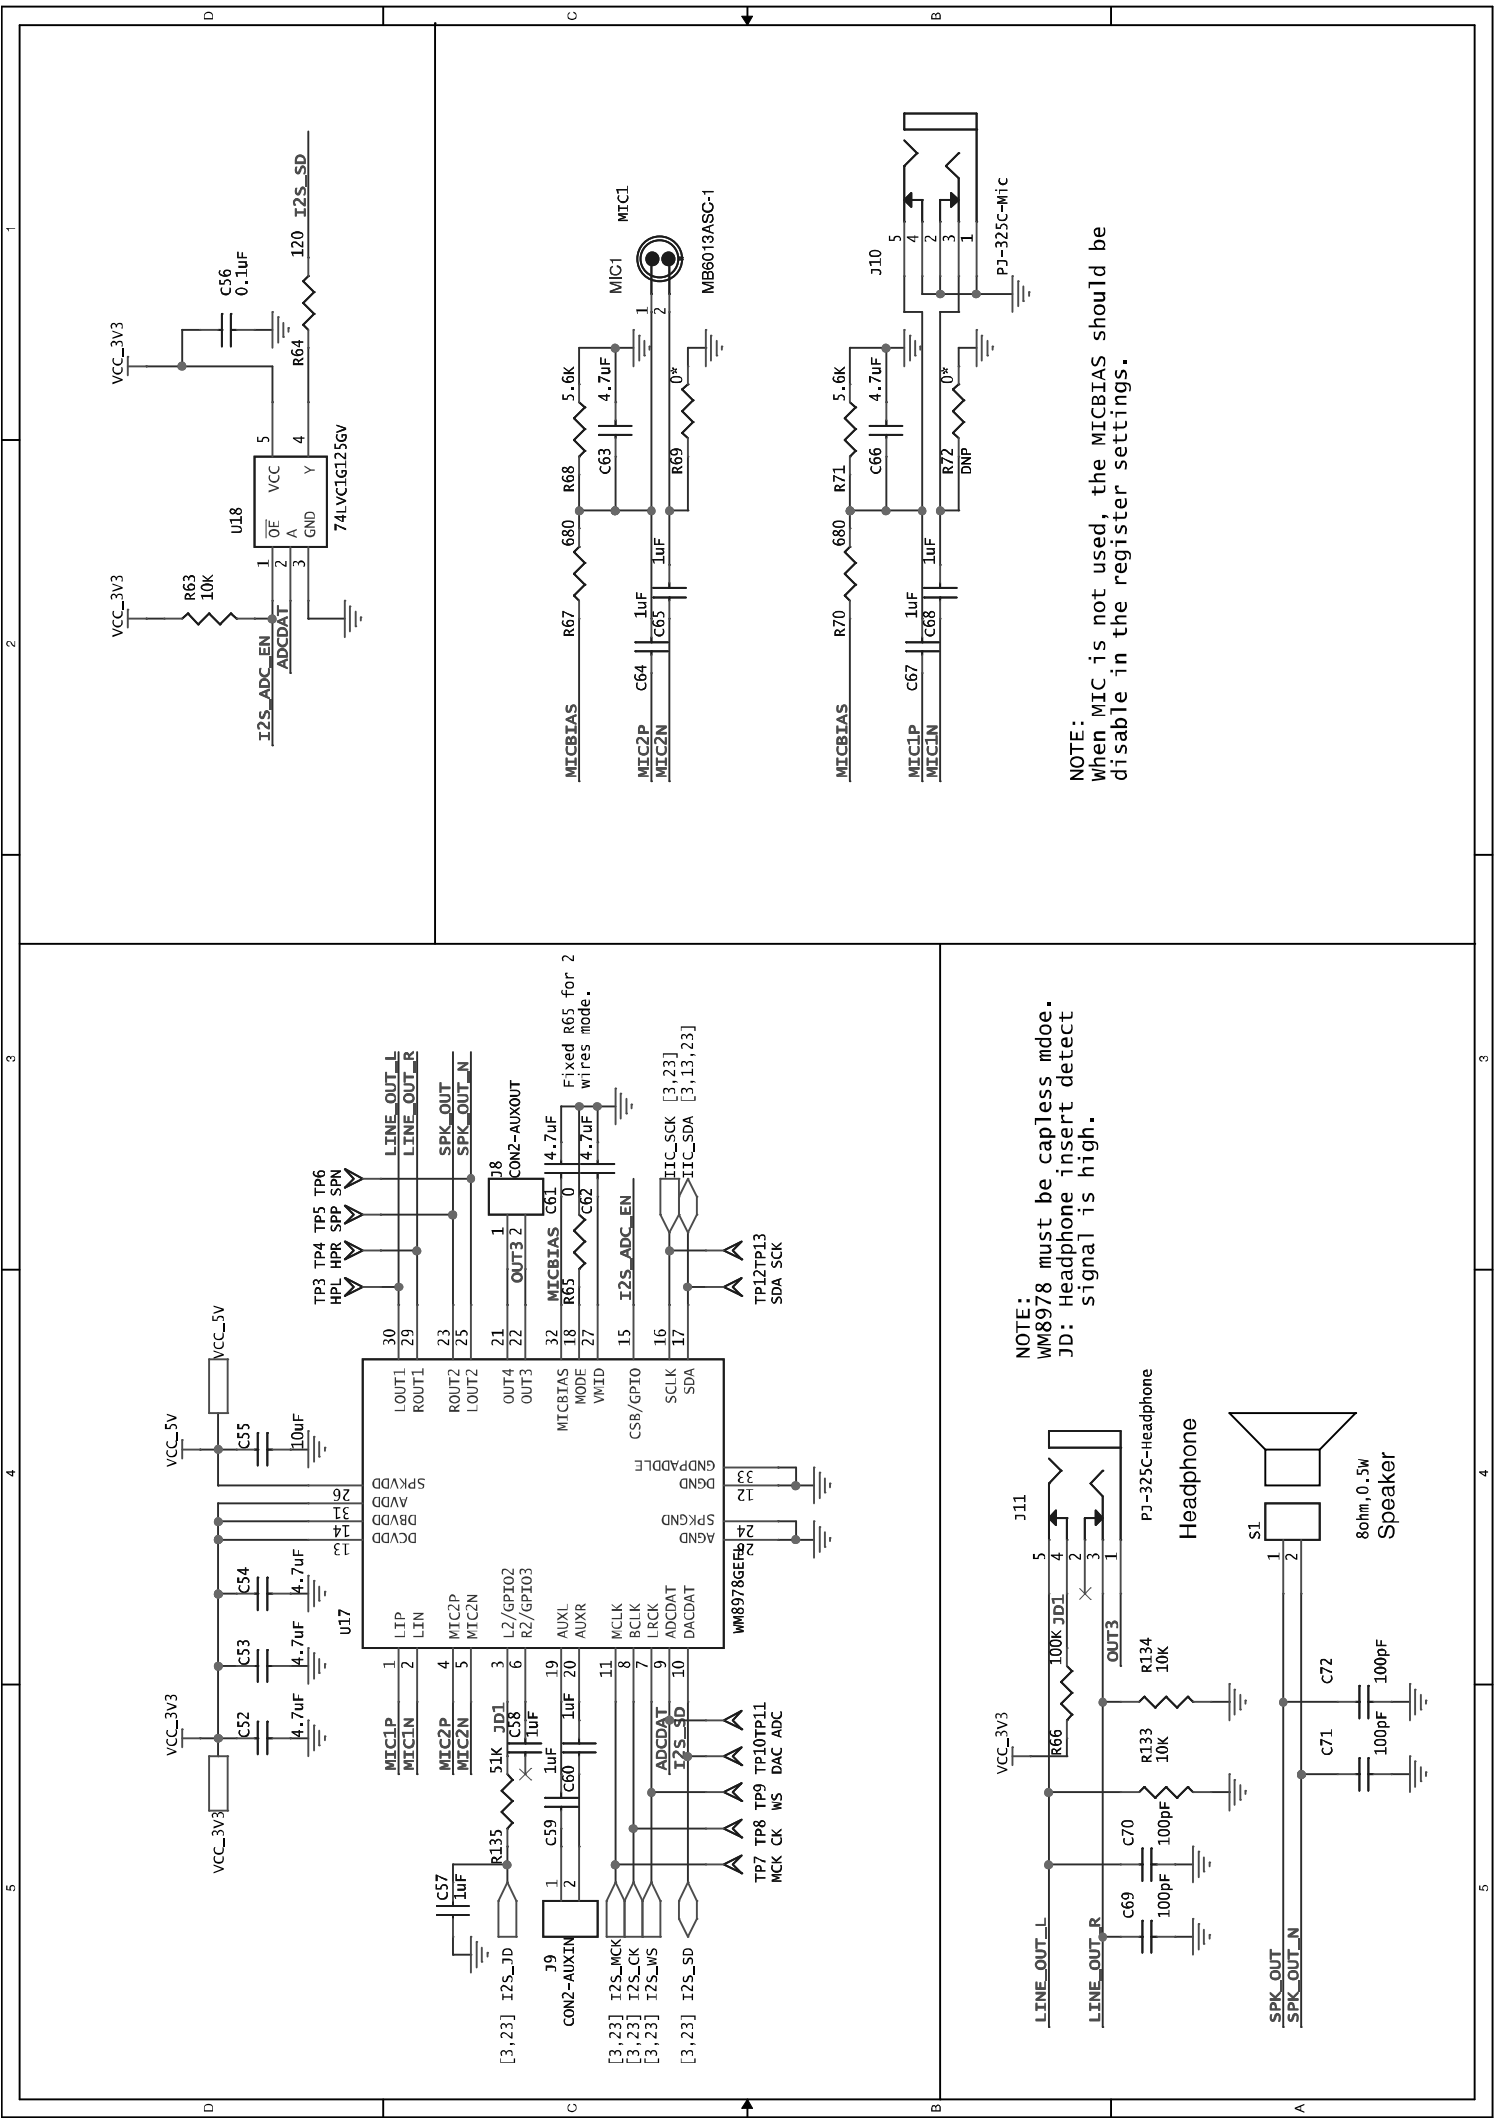 5
4
3
2
1
D
C
B
A
VCC_3V3
VCC_5V
VCC_3V3
VCC_5V
C52
4.7uF
C53
4.7uF
C54
4.7uF
C55
10uF
U17
WM8978GEFL
DCVDD
DBVDD
AVDD
SPKVDD
13
14
31
26
MIC1P
1
LIP
MIC1N
2
LIN
MIC2P
4
MIC2P
MIC2N
5
MIC2N
JD1
3
L2/GPIO2
6
R2/GPIO3
19
AUXL
20
AUXR
11
MCLK
8
BCLK
7
LRCK
ADCDAT
9
ADCDAT
I2S_SD
10
DACDAT
C57
1uF
R135
51K
C58
1uF
C59
1uF
C60
1uF
[3,23] I2S_JD
J9
CON2-AUXIN
1
2
[3,23] I2S_MCK
[3,23] I2S_CK
[3,23] I2S_WS
[3,23] I2S_SD
TP7 TP8 TP9 TP10TP11
MCK CK WS DAC ADC
AGND
SPKGND
DGND
GNDPADDLE
28
24
12
33
LOUT1
30
ROUT1
29
ROUT2
23
LOUT2
25
OUT4
21
OUT3
22
MICBIAS
32
MODE
18
VMID
27
CSB/GPIO
15
SCLK
16
SDA
17
TP3 TP4 TP5 TP6
HPL HPR SPP SPN
LINE_OUT_L
LINE_OUT_R
SPK_OUT
SPK_OUT_N
J8
CON2-AUXOUT
1
OUT3 2
MICBIAS
C61
4.7uF
R65
0
C62
4.7uF
Fixed R65 for 2
wires mode.
I2S_ADC_EN
IIC_SCK [3,23]
IIC_SDA [3,13,23]
TP12TP13
SDA SCK
VCC_3V3
R63
10K
I2S_ADC_EN
ADCDAT
U18
1
OE
2
A
3
GND
VCC
5
Y
4
74LVC1G125GV
VCC_3V3
C56
0.1uF
R64
120
I2S_SD
MICBIAS
R67
680
R68
5.6K
C63
4.7uF
MIC2P
C64
1uF
MIC2N
C65
1uF
R69
0*
1
2
MIC1
MIC1
MB6013ASC-1
MICBIAS
R70
680
R71
5.6K
C66
4.7uF
MIC1P
C67
1uF
MIC1N
C68
1uF
R72
0*
DNP
J10
5
4
2
3
1
PJ-325C-Mic
NOTE:
When MIC is not used, the MICBIAS should be
disable in the register settings.
LINE_OUT_L
LINE_OUT_R
C69
100pF
C70
100pF
R133
10K
R134
10K
VCC_3V3
R66
100K
JD1
OUT3
J11
5
4
2
3
1
PJ-325C-Headphone
Headphone
NOTE:
WM8978 must be capless mdoe.
JD: Headphone insert detect
signal is high.
SPK_OUT
SPK_OUT_N
C71
100pF
C72
100pF
S1
1
2
8ohm,0.5W
Speaker
5
4
3
D
C
B
A